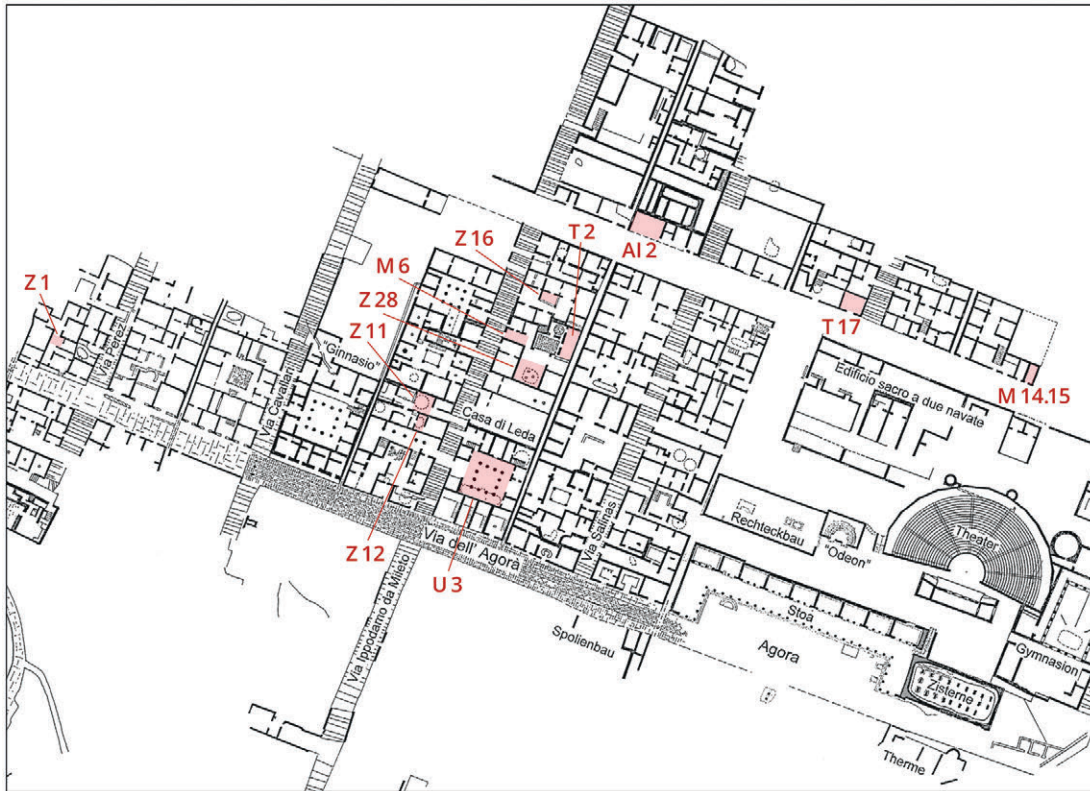 Z 16
T 2
AI 2
M 6
Z 28
Z 11
Z 1
T 17
M 14.15
Via Perez
"Ginnasio"
Via Cavallari
Casa di Leda
Edificio sacro a due navate
Z 12
U 3
Via dell' Agora
Via Salinas
Rechteckbau
"Odeon"
Theater
Via Ippodamo da Mileto
Spolienbau
Stoa
Agora
Gymnasion
Zisterne
Therme